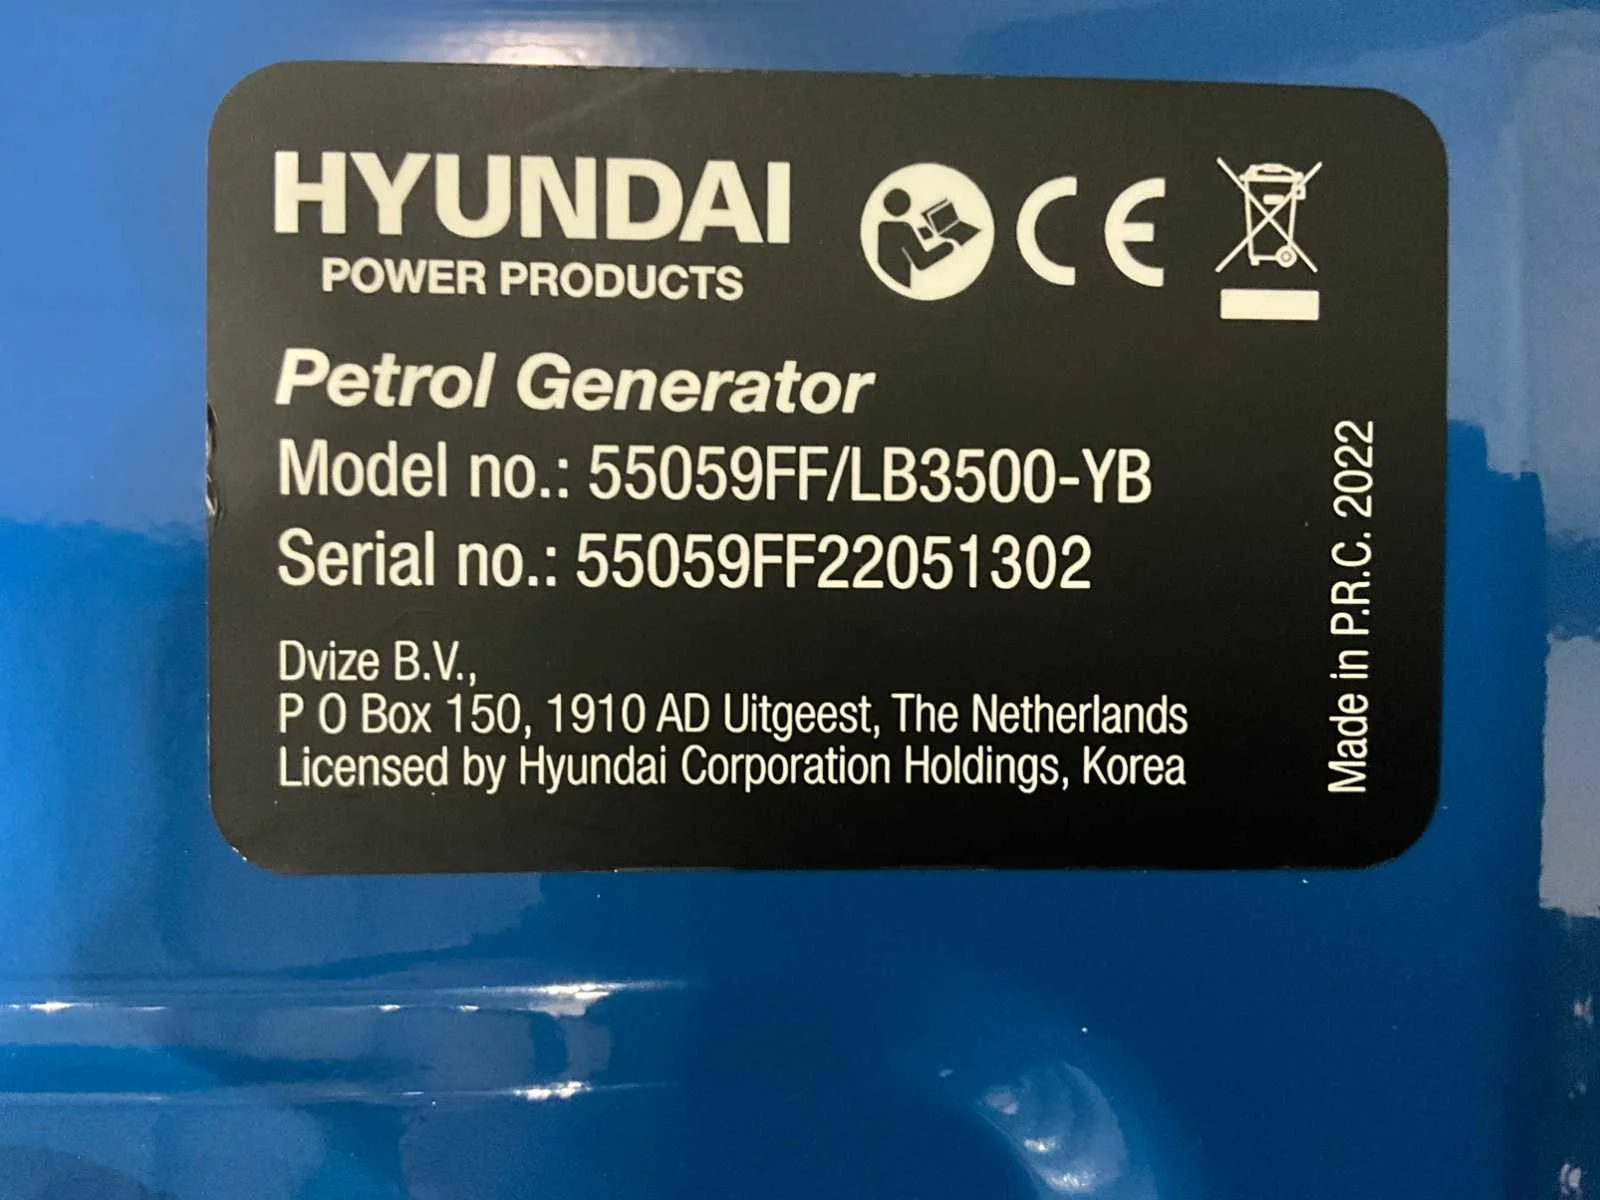 HYUNDAI
POWER PRODUCTS
CE
Petrol Generator
Model no.: 55059FF/LB3500-YB
Serial no.: 55059FF22051302
Dvize B.V.,
P O Box 150, 1910 AD Uitgeest, The Netherlands
Licensed by Hyundai Corporation Holdings, Korea
Made in P.R.C. 2022